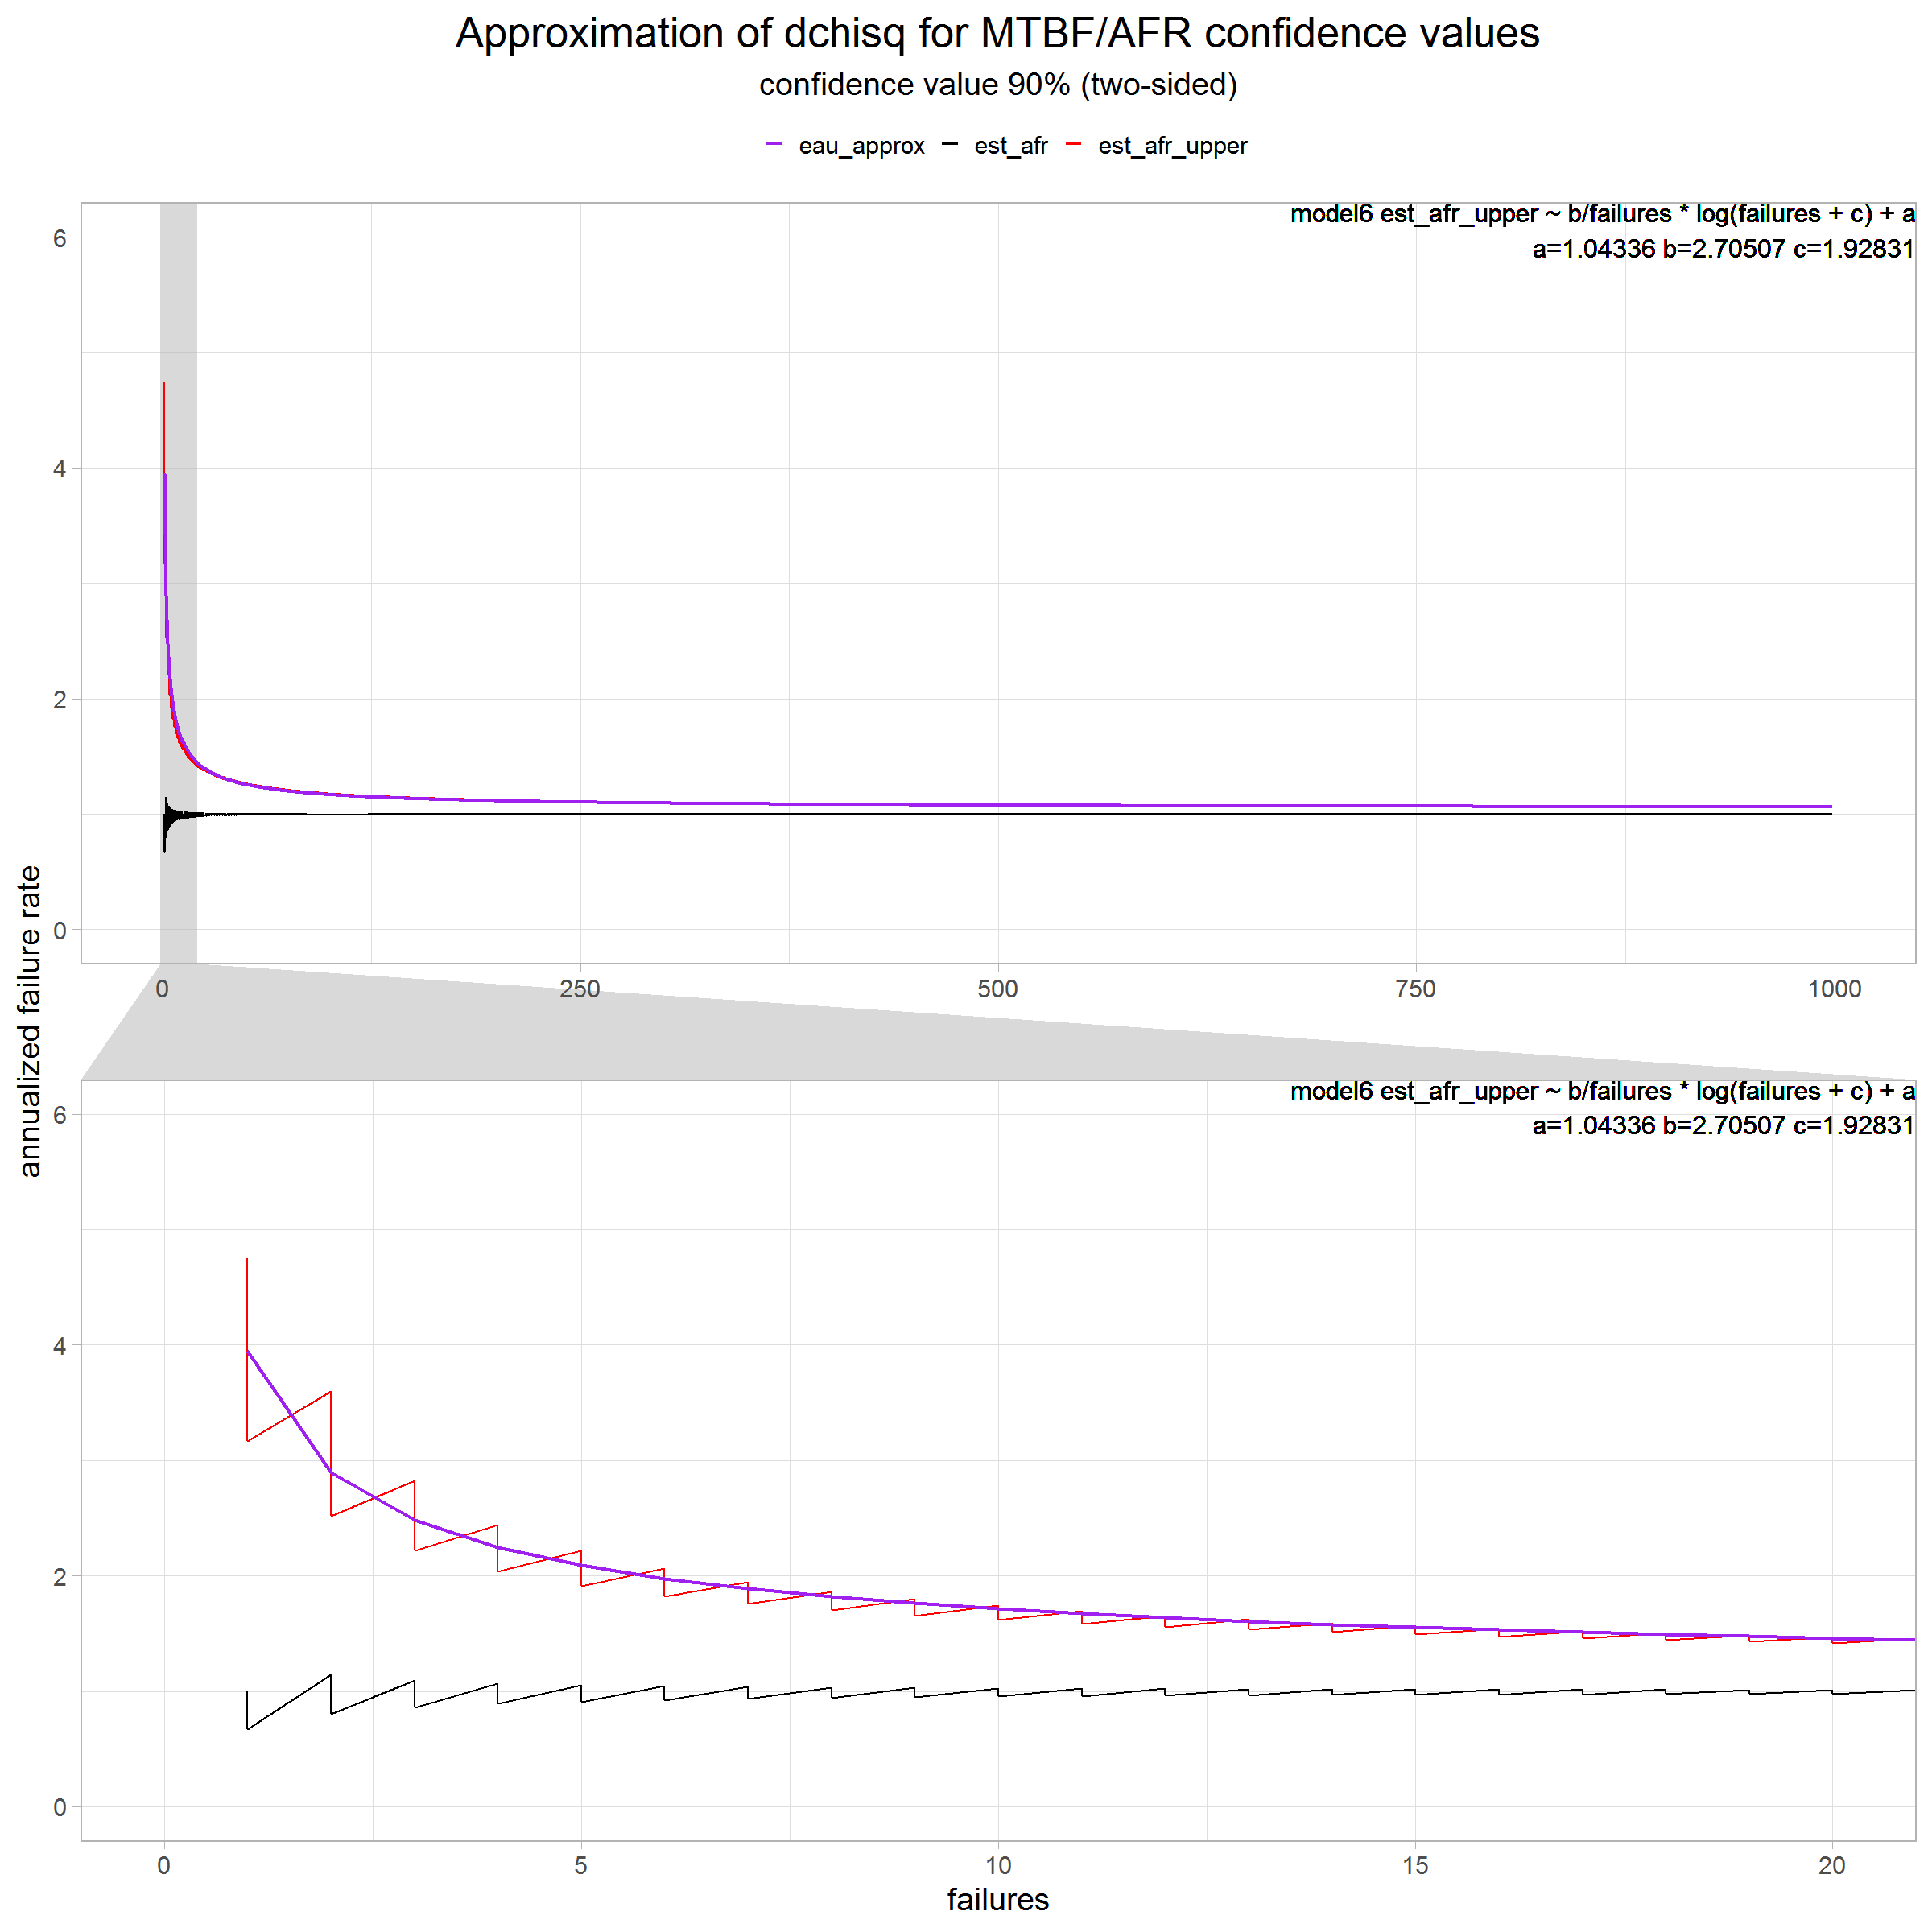 Approximation of dchisq for MTBF/AFR confidence values
confidence value 90% (two-sided)
eau_approx est_afr est_afr_upper
model6 est_afr_upper ~ b/failures * log(failures + c) + a
a=1.04336 b=2.70507 c=1.92831
6
4
2
0
0 250 500 750 1000
annualized failure rate
model6 est_afr_upper ~ b/failures * log(failures + c) + a
a=1.04336 b=2.70507 c=1.92831
6
4
2
0
0 5 10 15 20
failures